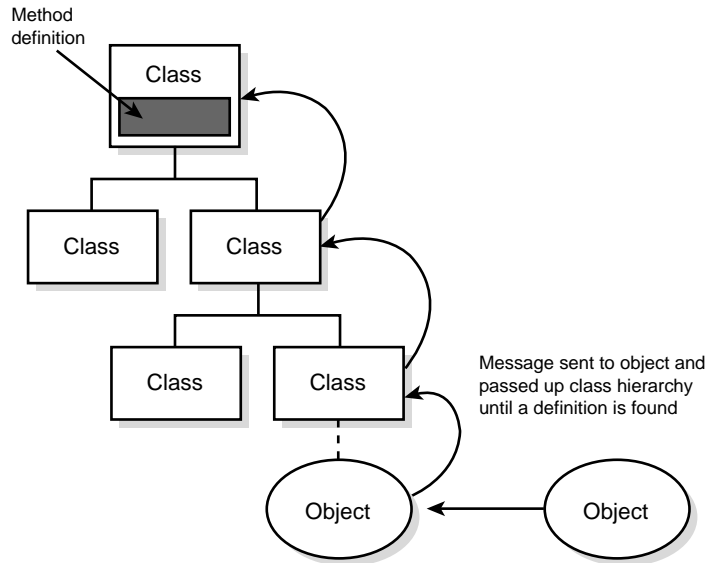 Method
definition
Class
Class
Class
Class
Class
Message sent to object and
passed up class hierarchy
until a definition is found
Object
Object